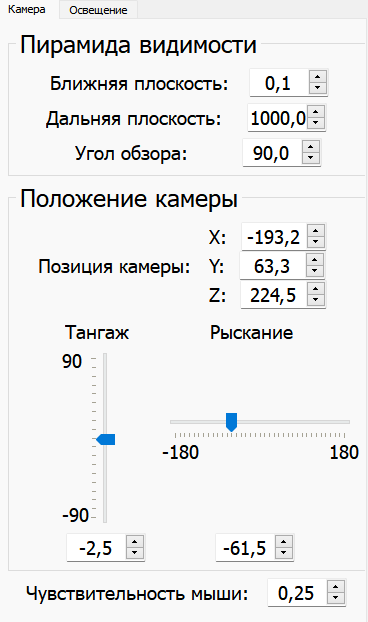 Камера Освещение
Пирамида видимости
Ближняя плоскость: 0,1
Дальняя плоскость: 1000,0
Угол обзора: 90,0
Положение камеры
X: -193,2
Позиция камеры: Y: 63,3
Z: 224,5
Тангаж Рыскание
90
-180 180
-90
-2,5 -61,5
Чувствительность мыши: 0,25